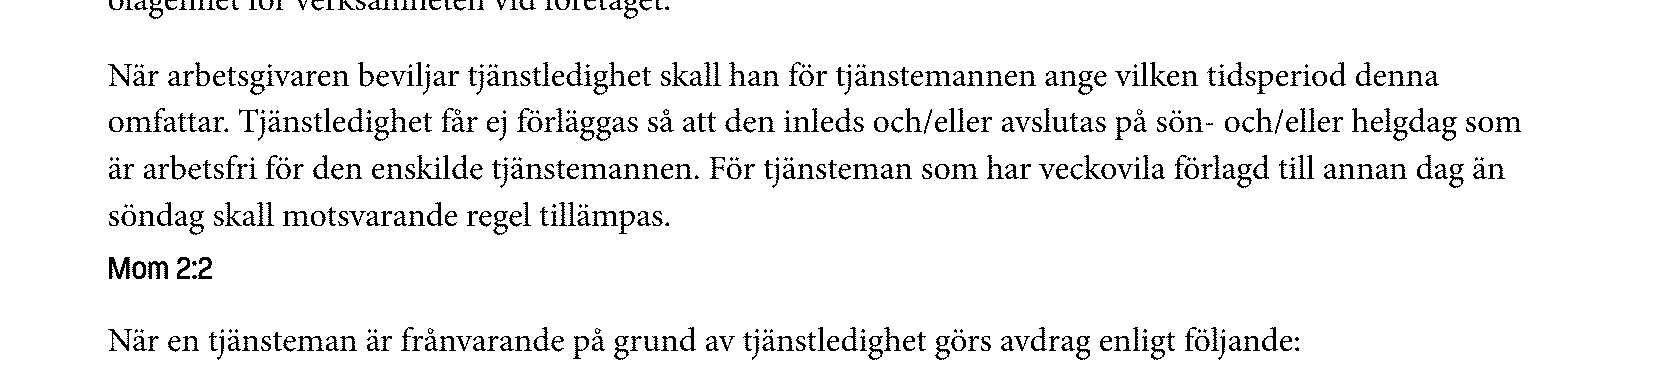 olägenhet för verksamheten vid företaget.
När arbetsgivaren beviljar tjänstledighet skall han för tjänstemannen ange vilken tidsperiod denna
omfattar. Tjänstledighet får ej förläggas så att den inleds och/eller avslutas på sön- och/eller helgdag som
är arbetsfri för den enskilde tjänstemannen. För tjänsteman som har veckovila förlagd till annan dag än
söndag skall motsvarande regel tillämpas.
Mom 2:2
När en tjänsteman är frånvarande på grund av tjänstledighet görs avdrag enligt följande: